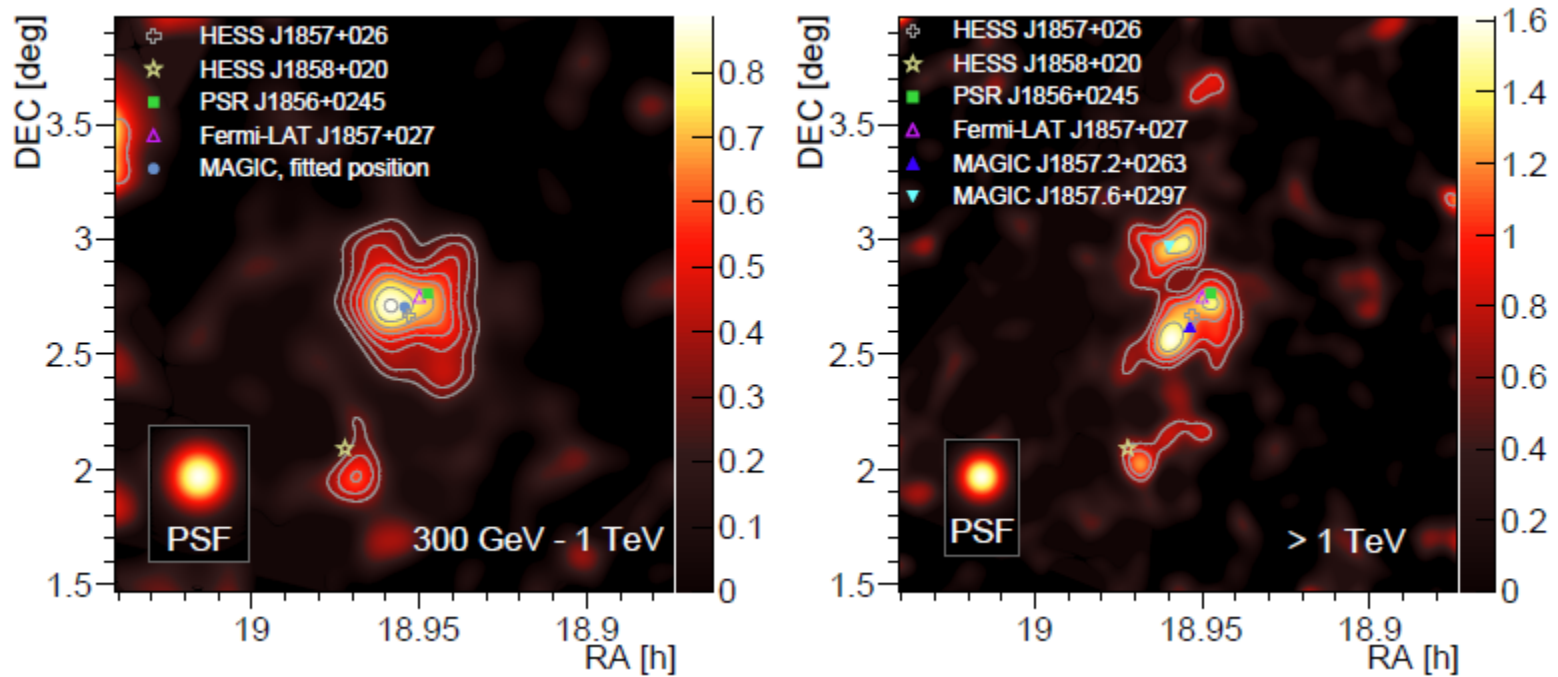 DEC [deg]
HESS J1857+026
HESS J1858+020
PSR J1856+0245
Fermi-LAT J1857+027
MAGIC, fitted position
3.5
3
2.5
2
1.5
PSF
300 GeV - 1 TeV
19
18.95
18.9
RA [h]
0.8
0.7
0.6
0.5
0.4
0.3
0.2
0.1
0
DEC [deg]
HESS J1857+026
HESS J1858+020
PSR J1856+0245
Fermi-LAT J1857+027
MAGIC J1857.2+0263
MAGIC J1857.6+0297
3.5
3
2.5
2
1.5
PSF
> 1 TeV
19
18.95
18.9
RA [h]
1.6
1.4
1.2
1
0.8
0.6
0.4
0.2
0